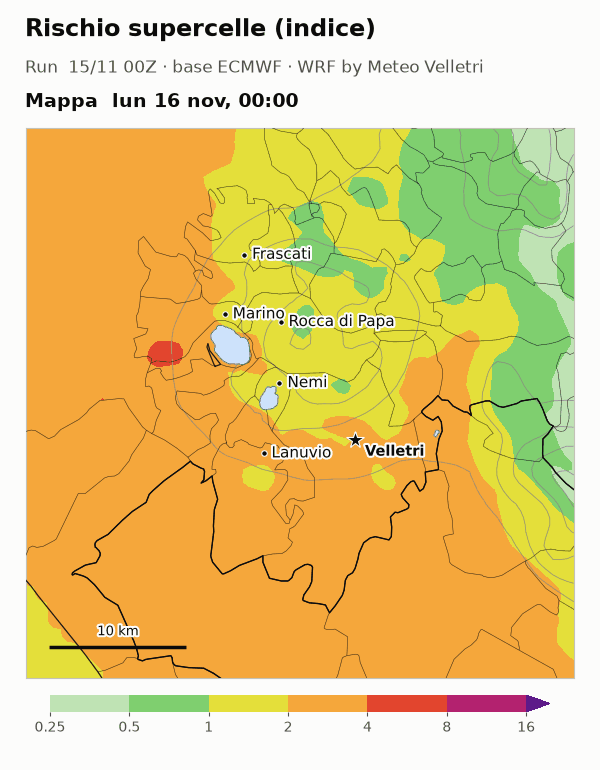 Rischio supercelle (indice)
Run  15/11 00Z · base ECMWF · WRF by Meteo Velletri
Mappa  lun 16 nov, 00:00
Frascati
Marino
Rocca di Papa
Nemi
Velletri
Lanuvio
10 km
0.25 0.5 1 2 4 8 16